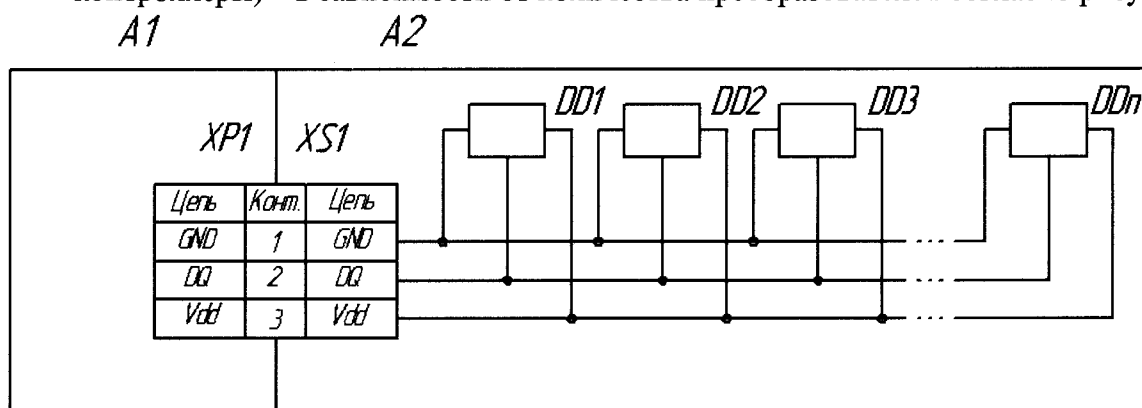 A1 A2
DD1 DD2 DD3 DDn
XP1 XS1
Цепь Конт. Цепь
GND 1 GND
DQ 2 DQ
Vdd 3 Vdd